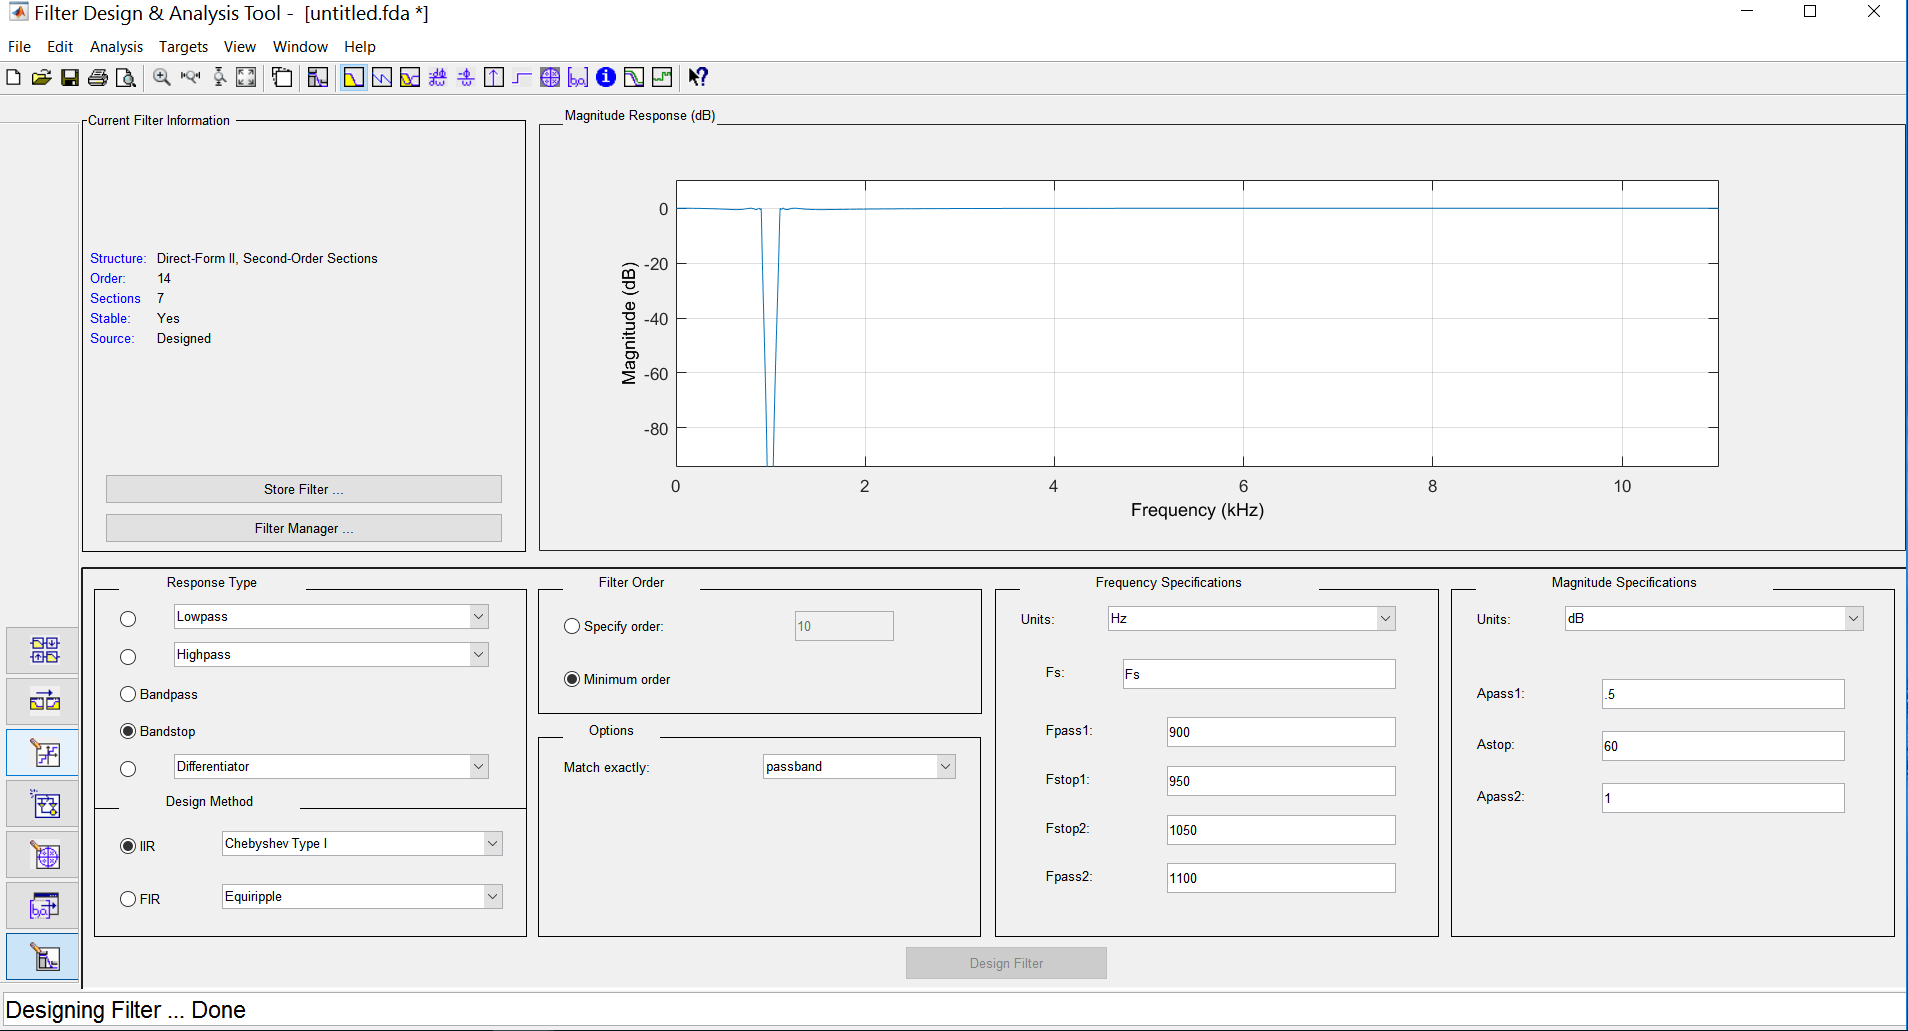 Filter Design & Analysis Tool - [untitled.fda *]
File Edit Analysis Targets View Window Help
Current Filter Information
Structure: Direct-Form II, Second-Order Sections
Order: 14
Sections 7
Stable: Yes
Source: Designed
Store Filter ...
Filter Manager ...
Magnitude Response (dB)
0
-20
-40
-60
-80
Magnitude (dB)
0 2 4 6 8 10
Frequency (kHz)
Response Type
Lowpass
Highpass
Bandpass
Bandstop
Differentiator
Design Method
IIR Chebyshev Type I
FIR Equiripple
Filter Order
Specify order: 10
Minimum order
Options
Match exactly: passband
Frequency Specifications
Units: Hz
Fs: Fs
Fpass1: 900
Fstop1: 950
Fstop2: 1050
Fpass2: 1100
Magnitude Specifications
Units: dB
Apass1: .5
Astop: 60
Apass2: 1
Design Filter
Designing Filter ... Done